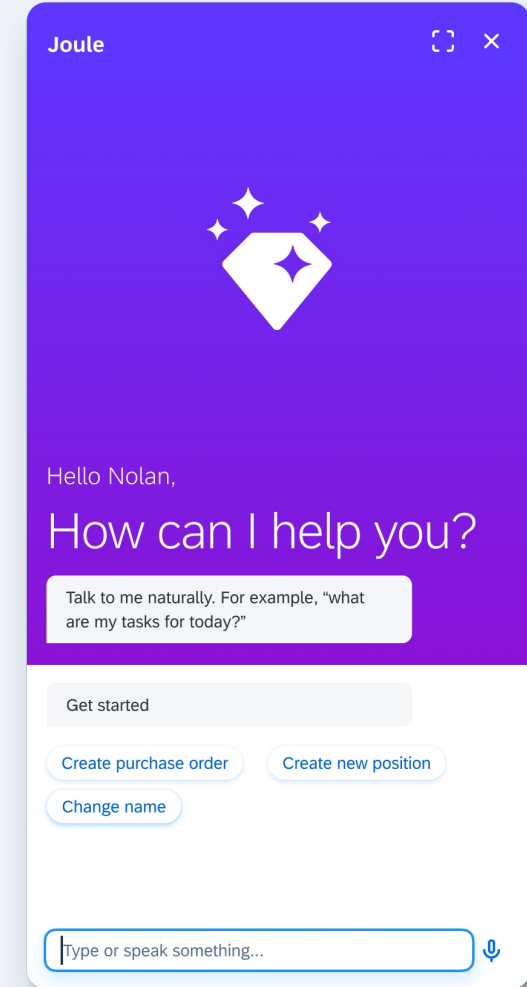 Joule
Hello Nolan,
How can I help you?
Talk to me naturally. For example, “what
are my tasks for today?”
Get started
Create purchase order
Create new position
Change name
Type or speak something...